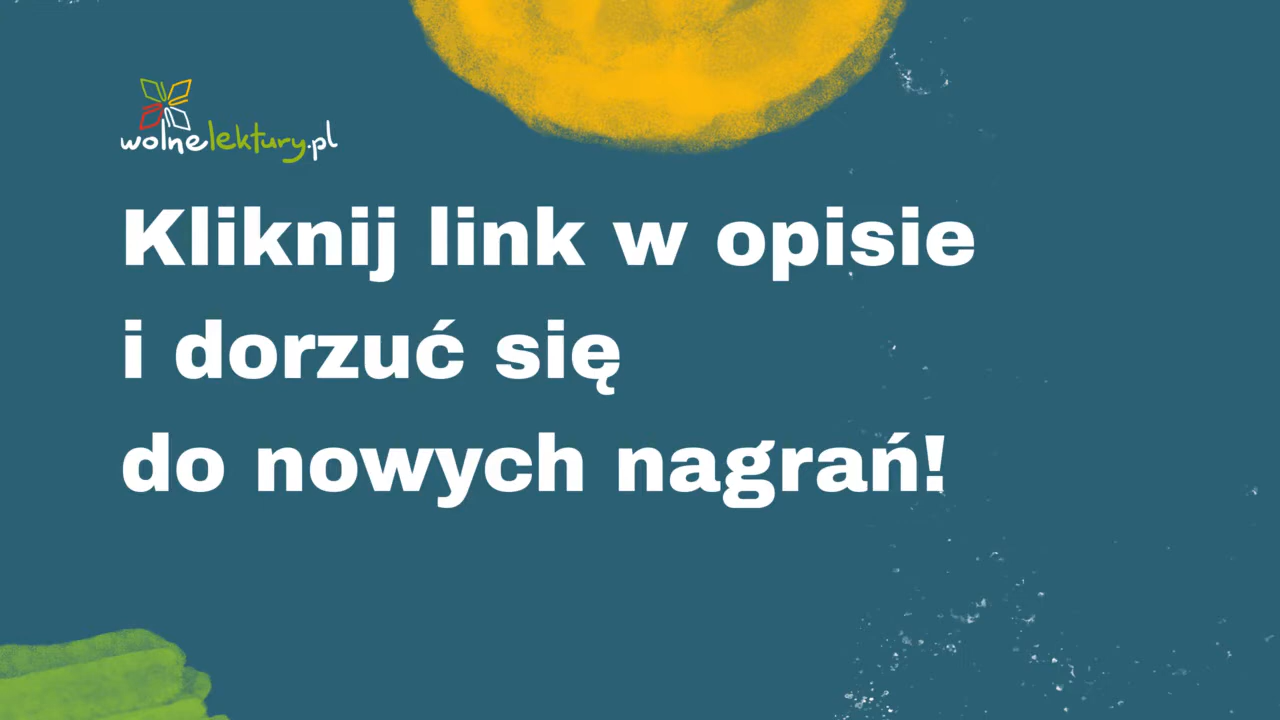 wolnelektury.pl
Kliknij link w opisie
i dorzuć się
do nowych nagrań!